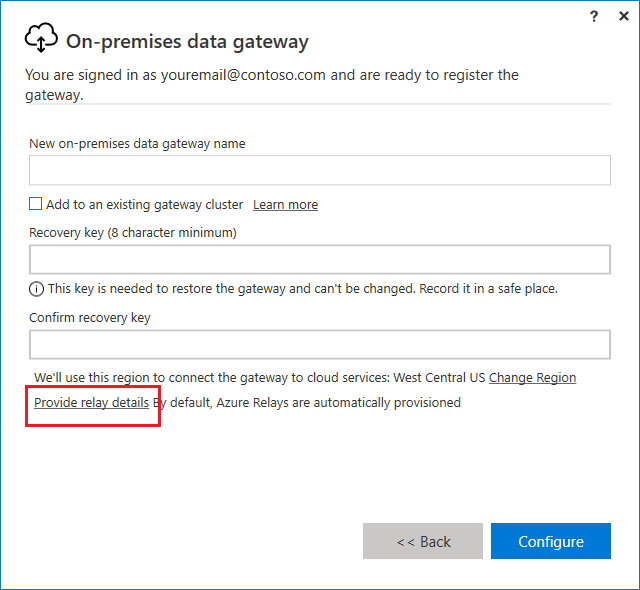 ? ×
On-premises data gateway
You are signed in as youremail@contoso.com and are ready to register the
gateway.
New on-premises data gateway name
Add to an existing gateway cluster Learn more
Recovery key (8 character minimum)
This key is needed to restore the gateway and can't be changed. Record it in a safe place.
Confirm recovery key
We'll use this region to connect the gateway to cloud services: West Central US Change Region
Provide relay details By default, Azure Relays are automatically provisioned
<< Back Configure